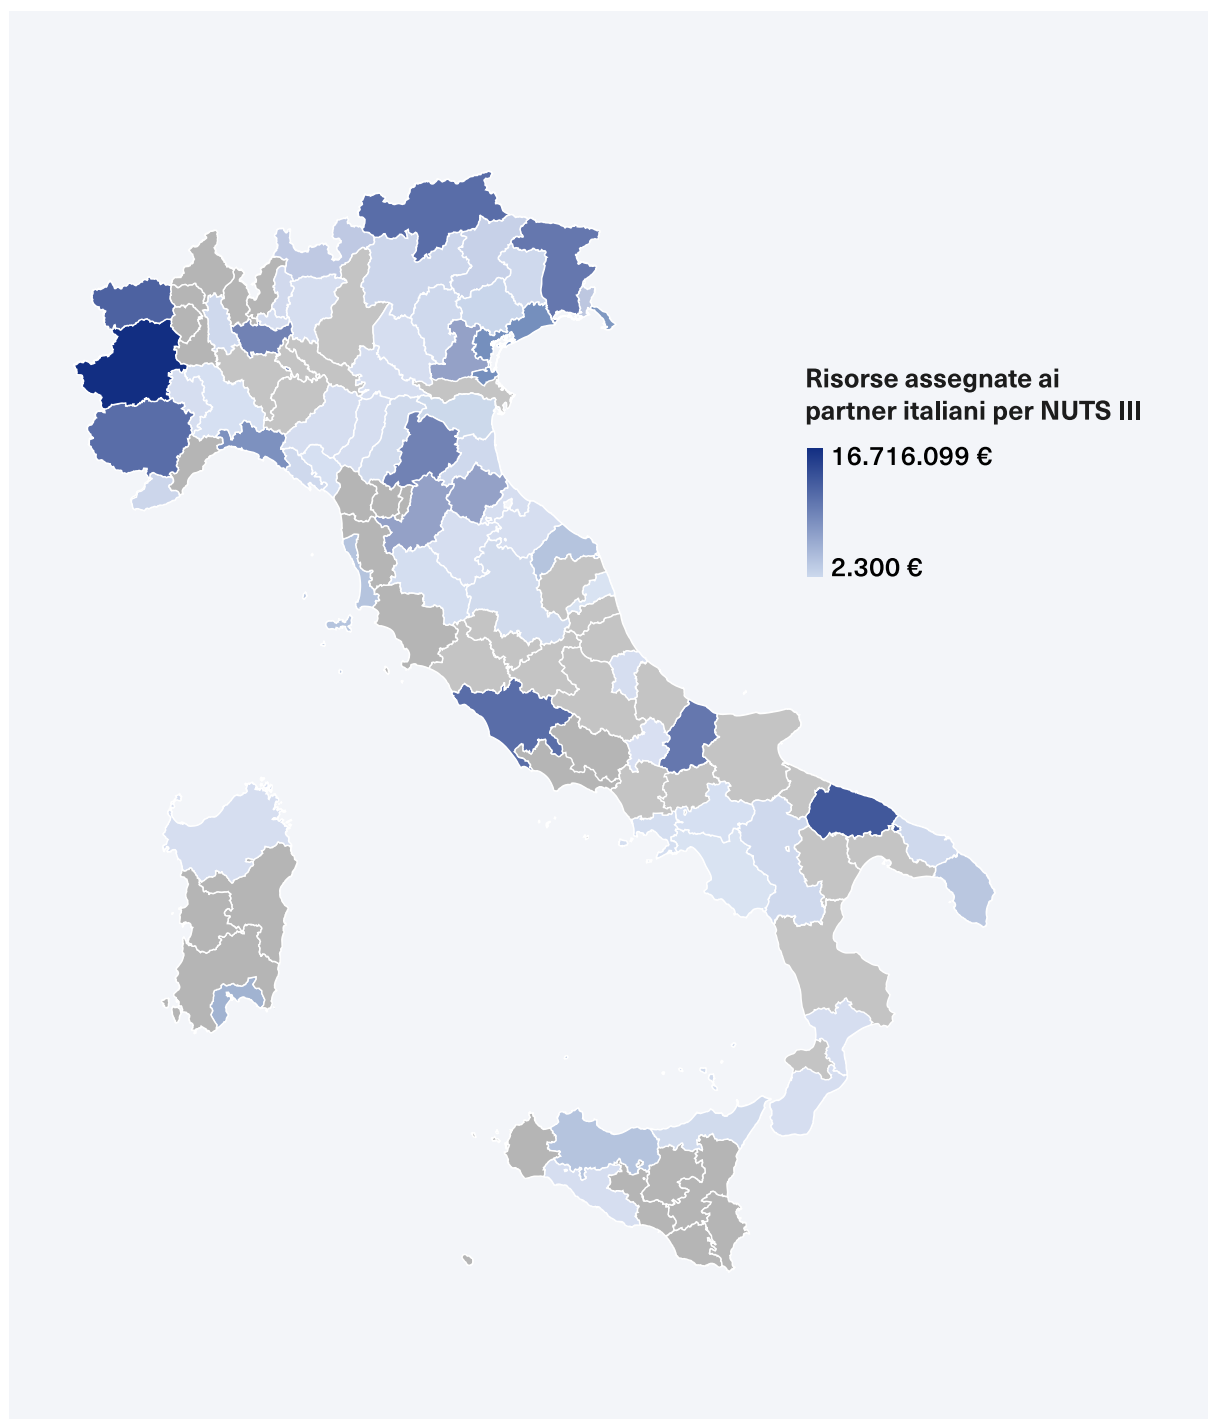 Risorse assegnate ai
partner italiani per NUTS III
16.716.099 €
2.300 €